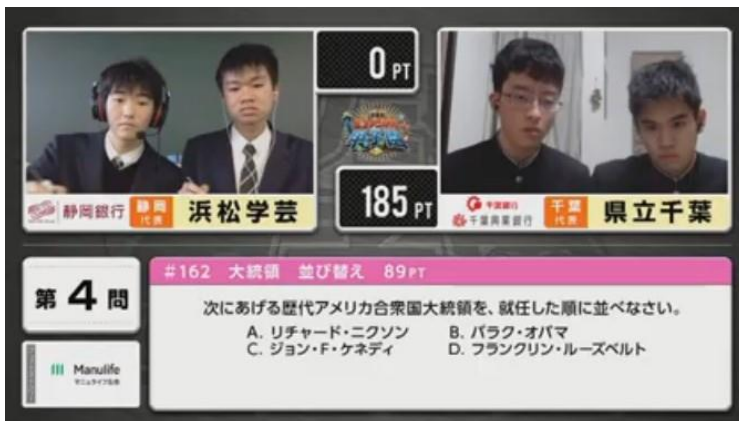 0 PT
185 PT
静岡銀行 静岡代表 浜松学芸
千葉銀行
千葉興業銀行 千葉代表 県立千葉
第4問
#162 大統領 並び替え 89PT
次にあげる歴代アメリカ合衆国大統領を、就任した順に並べなさい。
A. リチャード・ニクソン B. バラク・オバマ
C. ジョン・F・ケネディ D. フランクリン・ルーズベルト
Manulife
マニュライフ生命